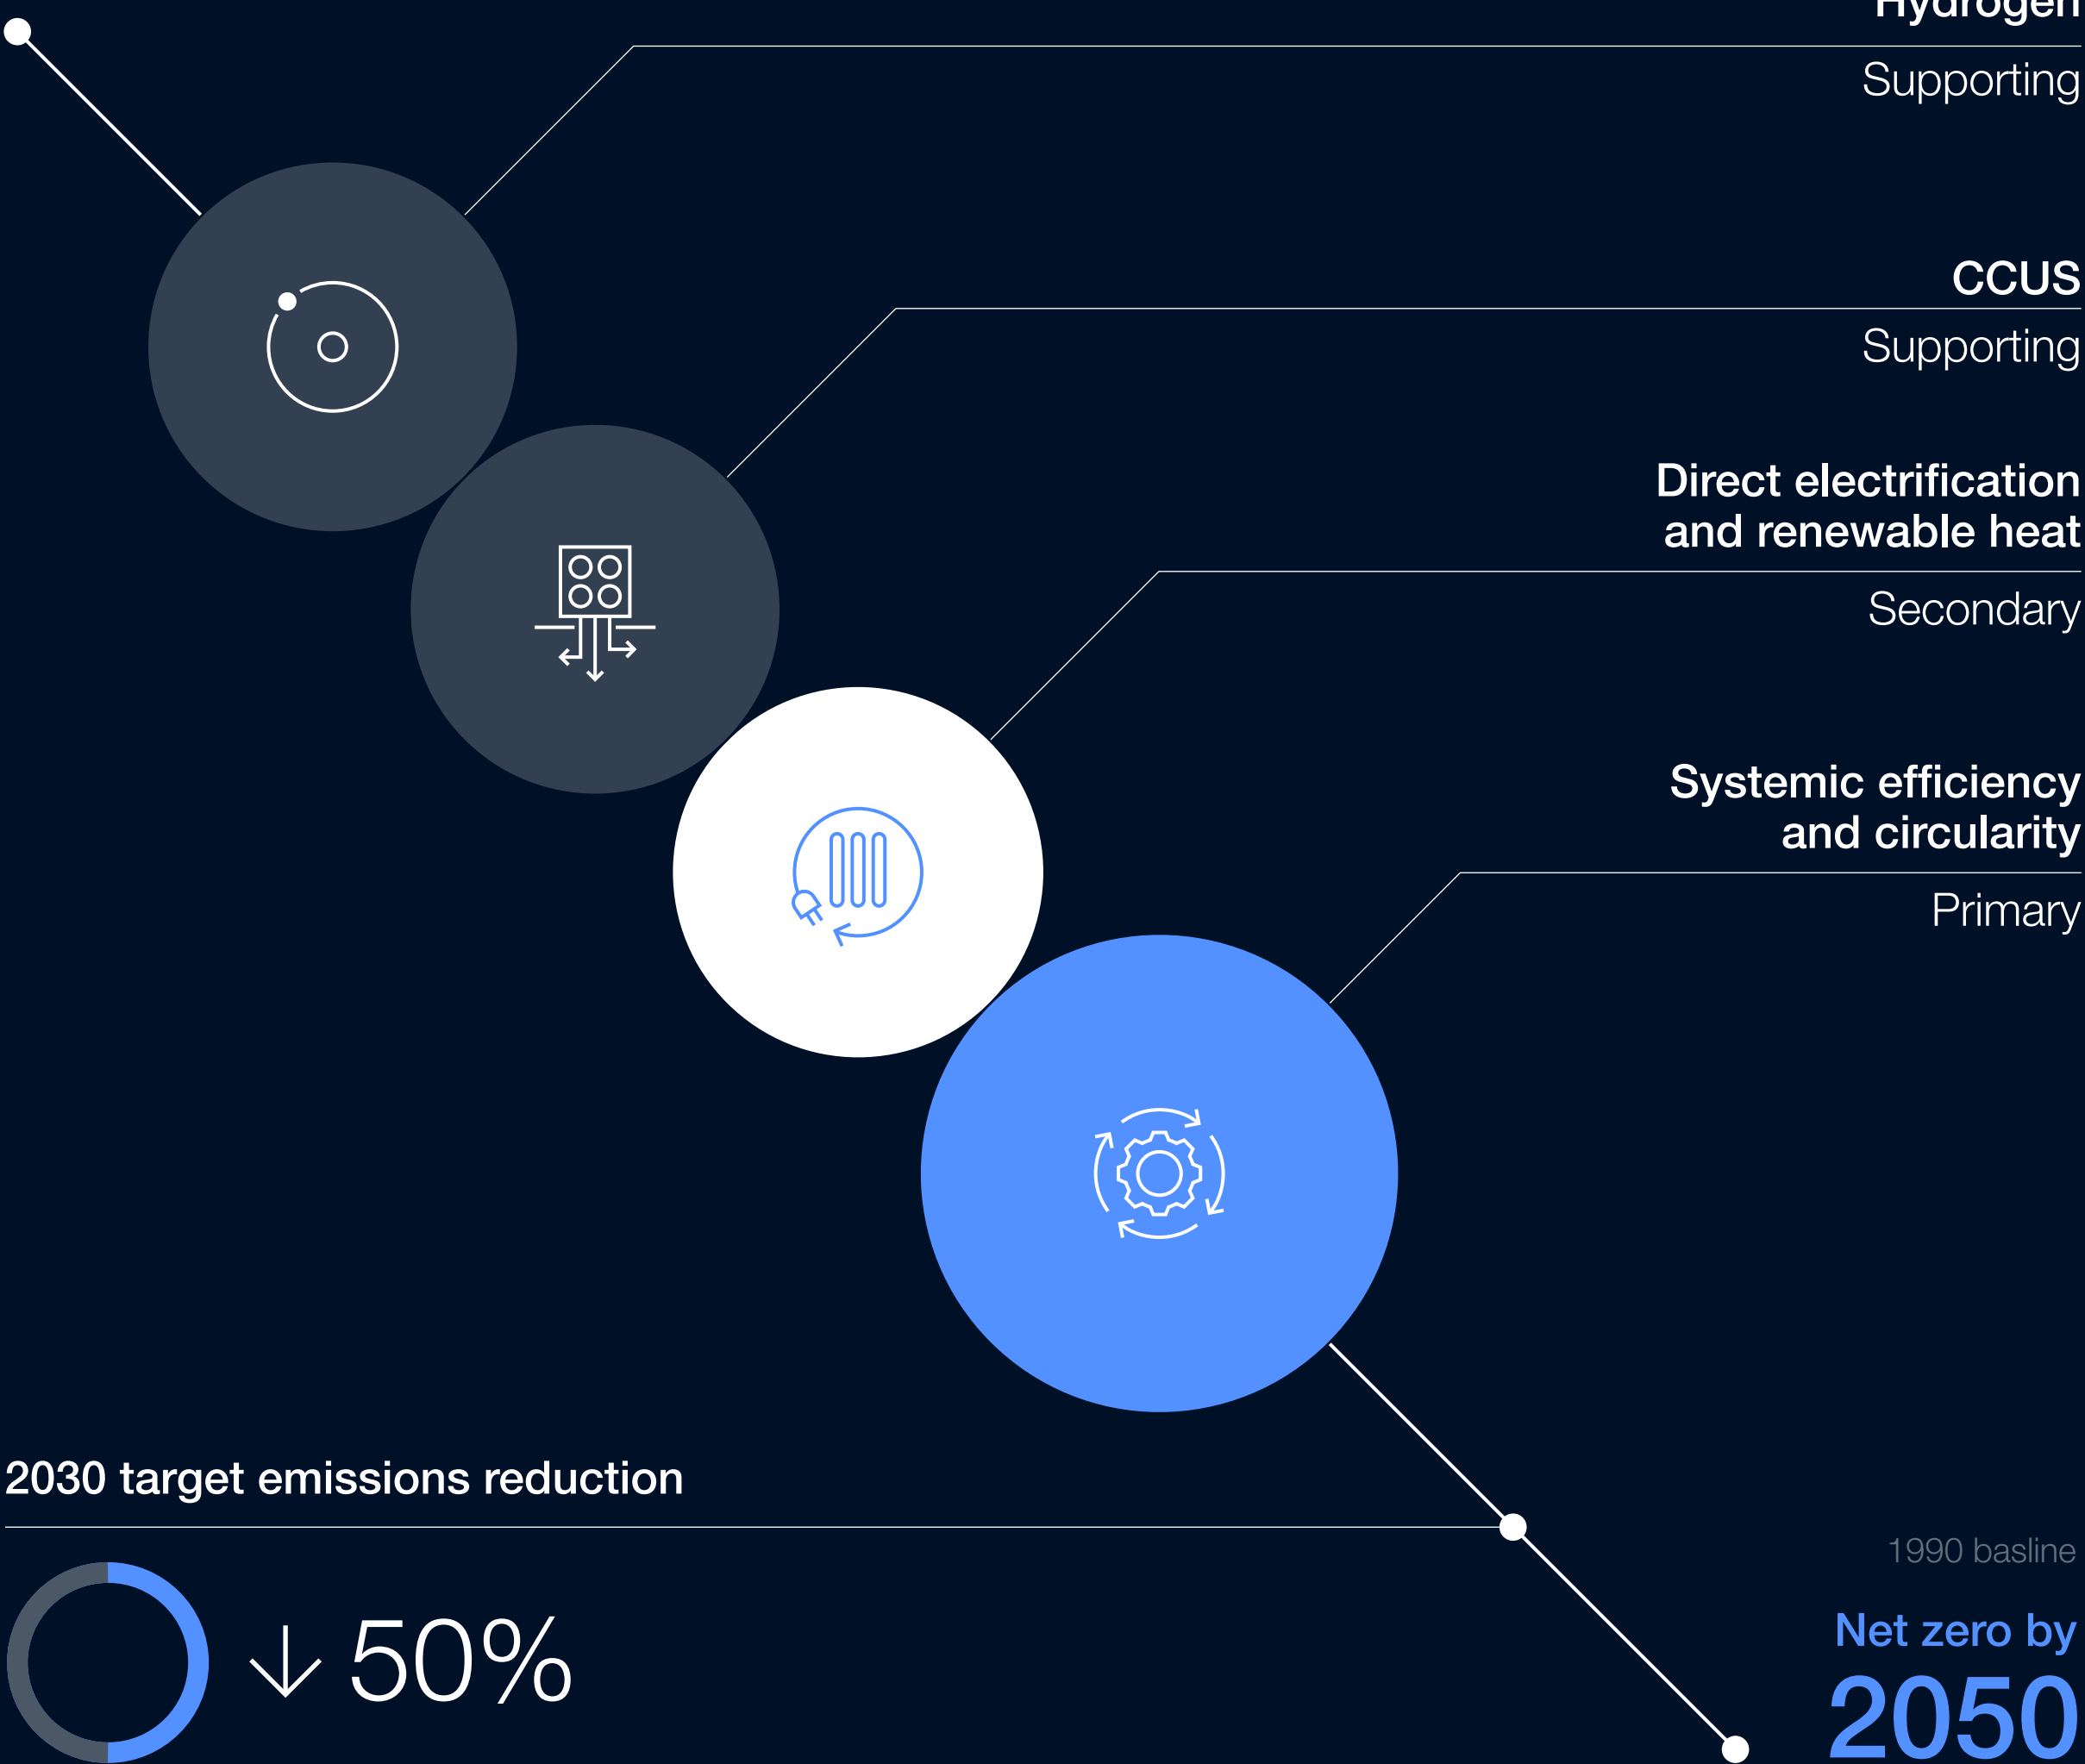 Hydrogen
Supporting
CCUS
Supporting
Direct electrification
and renewable heat
Secondary
Systemic efficiency
and circularity
Primary
2030 target emissions reduction
50%
1990 basline
Net zero by
2050